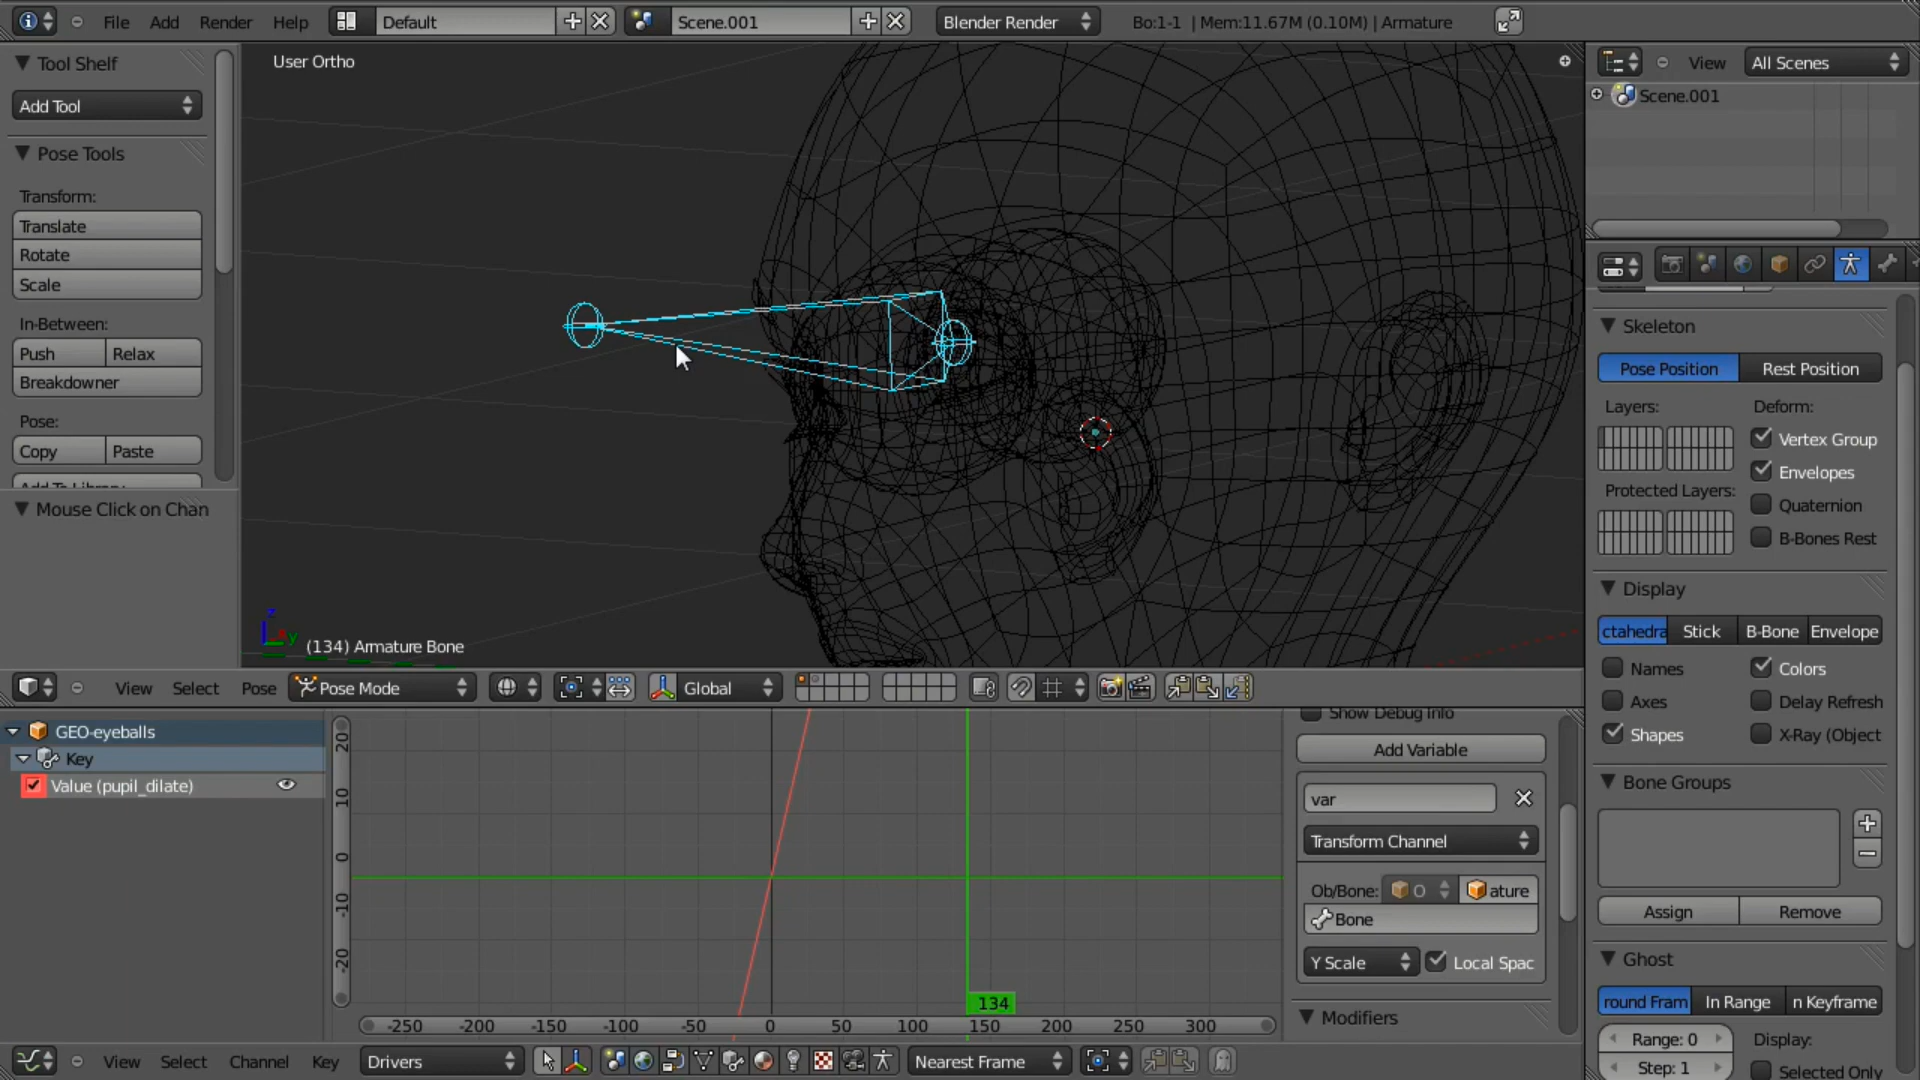 File Add Render Help Default Scene.001 Blender Render Bo:1-1 | Mem:11.67M (0.10M) | Armature
Tool Shelf
Add Tool
Pose Tools
Transform:
Translate
Rotate
Scale
In-Between:
Push Relax
Breakdowner
Pose:
Copy Paste
Mouse Click on Chan
User Ortho
z
y
(134) Armature Bone
View Select Pose Pose Mode Global
View All Scenes
Scene.001
Skeleton
Pose Position Rest Position
Layers: Deform:
Vertex Group
Envelopes
Protected Layers:
Quaternion
B-Bones Rest
Display
ctahedra Stick B-Bone Envelope
Names Colors
Axes Delay Refresh
Shapes X-Ray (Object
Bone Groups
Assign Remove
Ghost
round Fram In Range n Keyframe
Range: 0 Display:
Step: 1 Selected Only
GEO-eyeballs
Key
Value (pupil_dilate)
20
10
0
-10
-20
134
-250 -200 -150 -100 -50 0 50 100 150 200 250 300
Show Debug Info
Add Variable
var
Transform Channel
Ob/Bone: O ature
Bone
Y Scale Local Spac
Modifiers
View Select Channel Key Drivers Nearest Frame